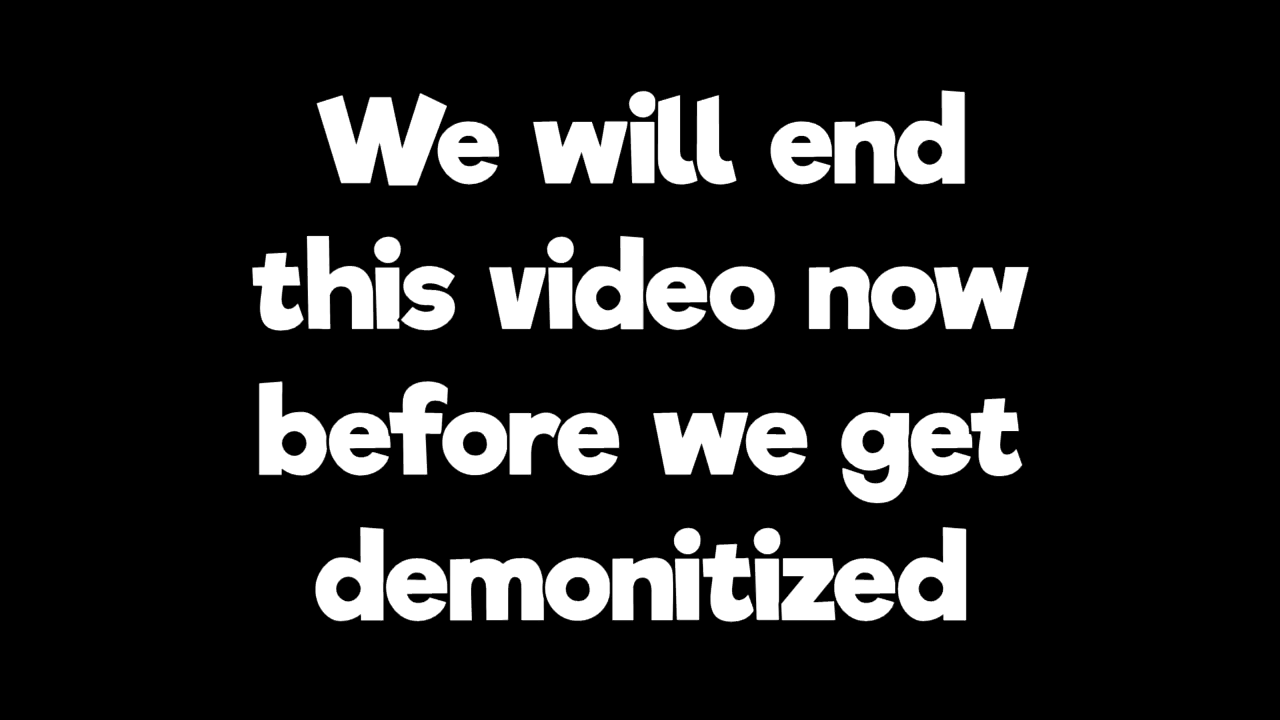 We will end
this video now
before we get
demonitized